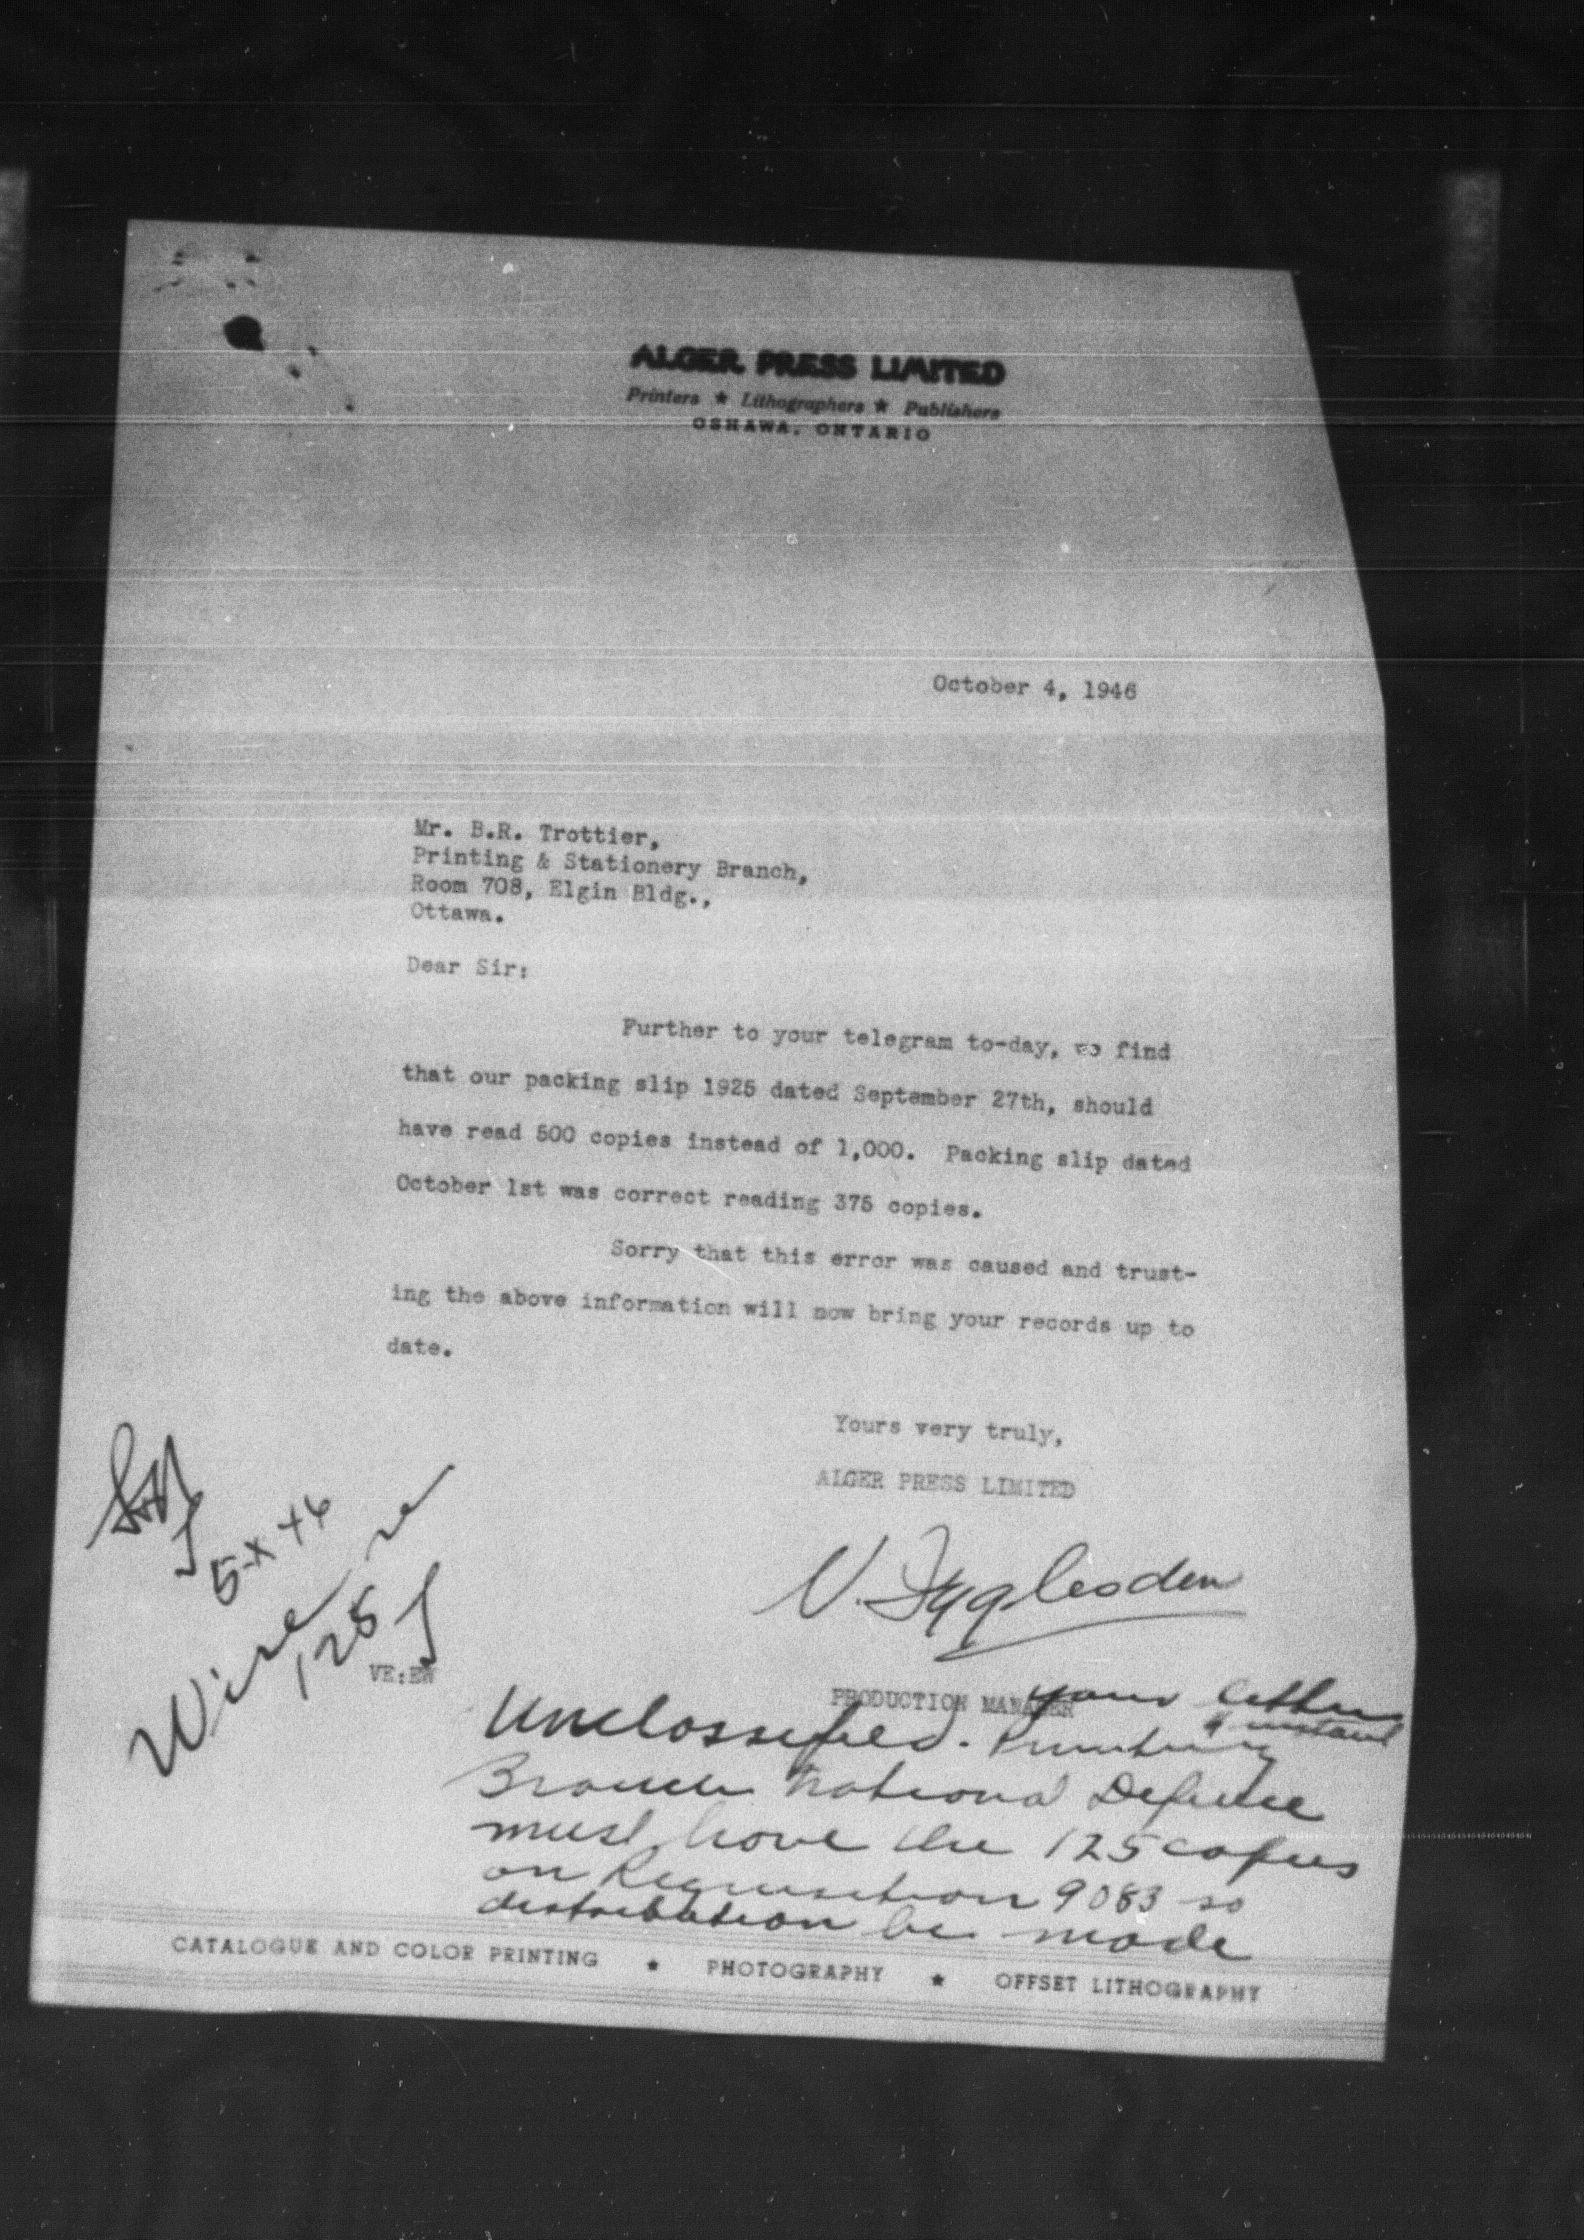 ALGER PRESS LIMITED
Printers ★ Lithographers ★ Publishers
OSHAWA, ONTARIO
October 4, 1946
Mr. B.R. Trottier,
Printing & Stationery Branch,
Room 708, Elgin Bldg.,
Ottawa.
Dear Sir:
Further to your telegram to-day, we find
that our packing slip 1925 dated September 27th, should
have read 500 copies instead of 1,000. Packing slip dated
October 1st was correct reading 375 copies.
Sorry that this error was caused and trust-
ing the above information will now bring your records up to
date.
Yours very truly,
ALGER PRESS LIMITED
V. Egglesden
5-X 46
Wire re
125
VE:EW
PRODUCTION MANAGER
your letter
4 instant
Unclassified. Printing
Branch National Defence
must have the 125 copies
on Requisition 9083 so
distribution be made
CATALOGUE AND COLOR PRINTING ★ PHOTOGRAPHY ★ OFFSET LITHOGRAPHY